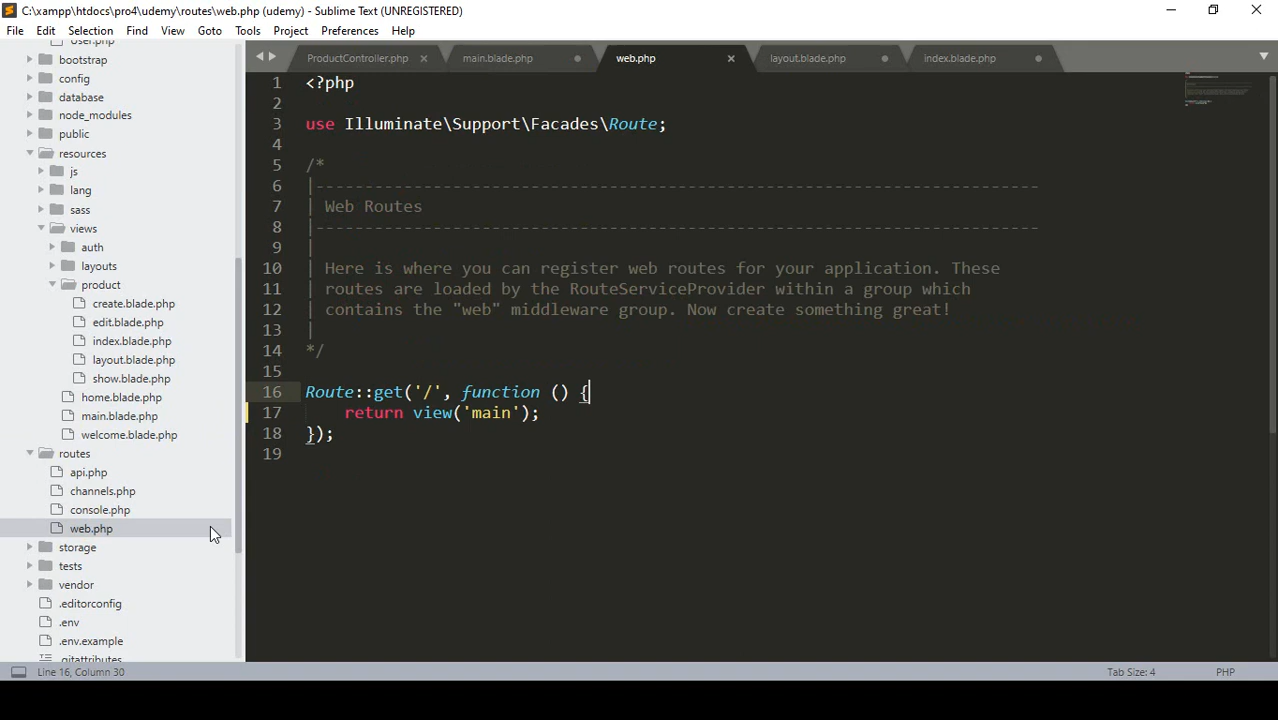 C:\xampp\htdocs\pro4\udemy\routes\web.php (udemy) - Sublime Text (UNREGISTERED)
File Edit Selection Find View Goto Tools Project Preferences Help
User.php
bootstrap
config
database
node_modules
public
resources
js
lang
sass
views
auth
layouts
product
create.blade.php
edit.blade.php
index.blade.php
layout.blade.php
show.blade.php
home.blade.php
main.blade.php
welcome.blade.php
routes
api.php
channels.php
console.php
web.php
storage
tests
vendor
.editorconfig
.env
.env.example
.gitattributes
ProductController.php main.blade.php web.php layout.blade.php index.blade.php
1 <?php
2
3 use Illuminate\Support\Facades\Route;
4
5 /*
6 |--------------------------------------------------------------------------
7 | Web Routes
8 |--------------------------------------------------------------------------
9 |
10 | Here is where you can register web routes for your application. These
11 | routes are loaded by the RouteServiceProvider within a group which
12 | contains the "web" middleware group. Now create something great!
13 |
14 */
15
16 Route::get('/', function () {
17     return view('main');
18 });
19
Line 16, Column 30 Tab Size: 4 PHP